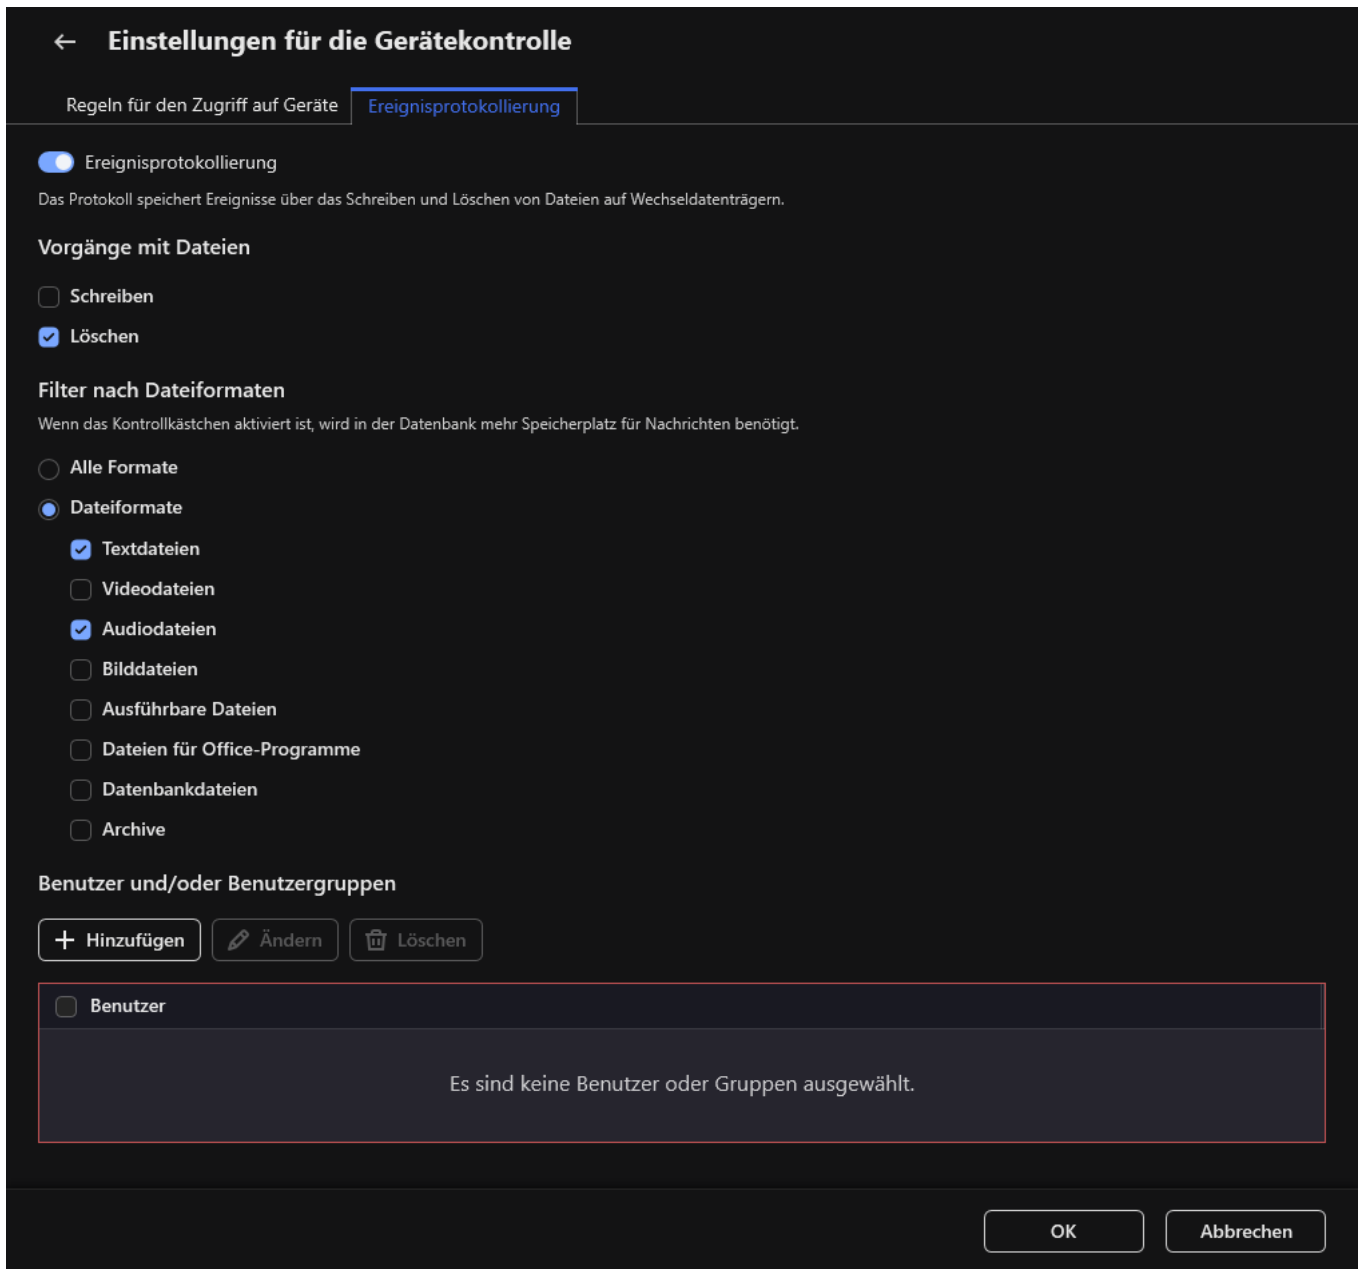 Einstellungen für die Gerätekontrolle
Regeln für den Zugriff auf Geräte
Ereignisprotokollierung
Ereignisprotokollierung
Das Protokoll speichert Ereignisse über das Schreiben und Löschen von Dateien auf Wechseldatenträgern.
Vorgänge mit Dateien
Schreiben
Löschen
Filter nach Dateiformaten
Wenn das Kontrollkästchen aktiviert ist, wird in der Datenbank mehr Speicherplatz für Nachrichten benötigt.
Alle Formate
Dateiformate
Textdateien
Videodateien
Audiodateien
Bilddateien
Ausführbare Dateien
Dateien für Office-Programme
Datenbankdateien
Archive
Benutzer und/oder Benutzergruppen
Hinzufügen
Ändern
Löschen
Benutzer
Es sind keine Benutzer oder Gruppen ausgewählt.
OK
Abbrechen